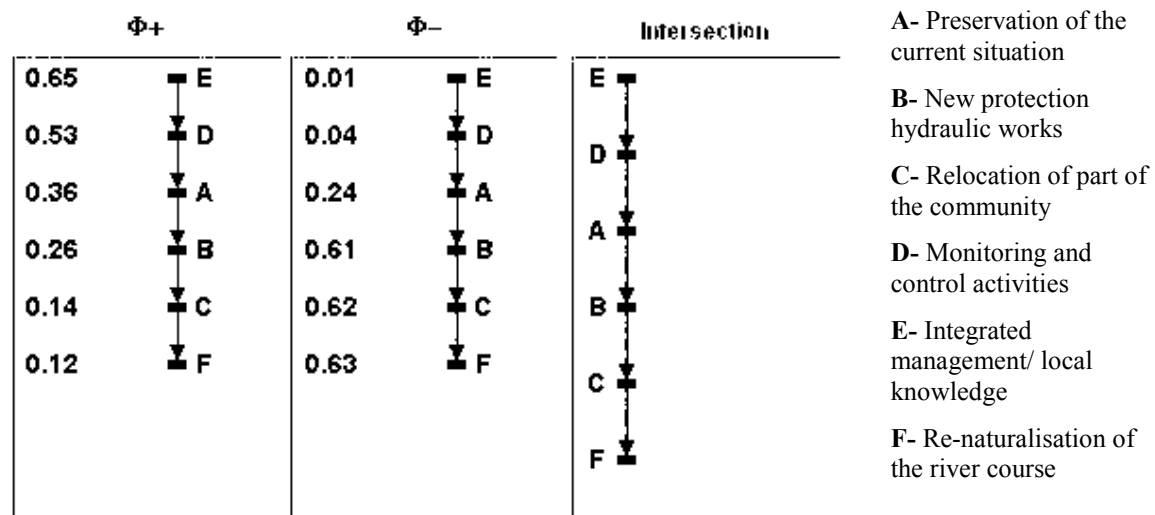 Φ+
0.65 E
0.53 D
0.36 A
0.26 B
0.14 C
0.12 F
Φ–
0.01 E
0.04 D
0.24 A
0.61 B
0.62 C
0.63 F
Intersection
E
D
A
B
C
F
A- Preservation of the
current situation
B- New protection
hydraulic works
C- Relocation of part of
the community
D- Monitoring and
control activities
E- Integrated
management/ local
knowledge
F- Re-naturalisation of
the river course